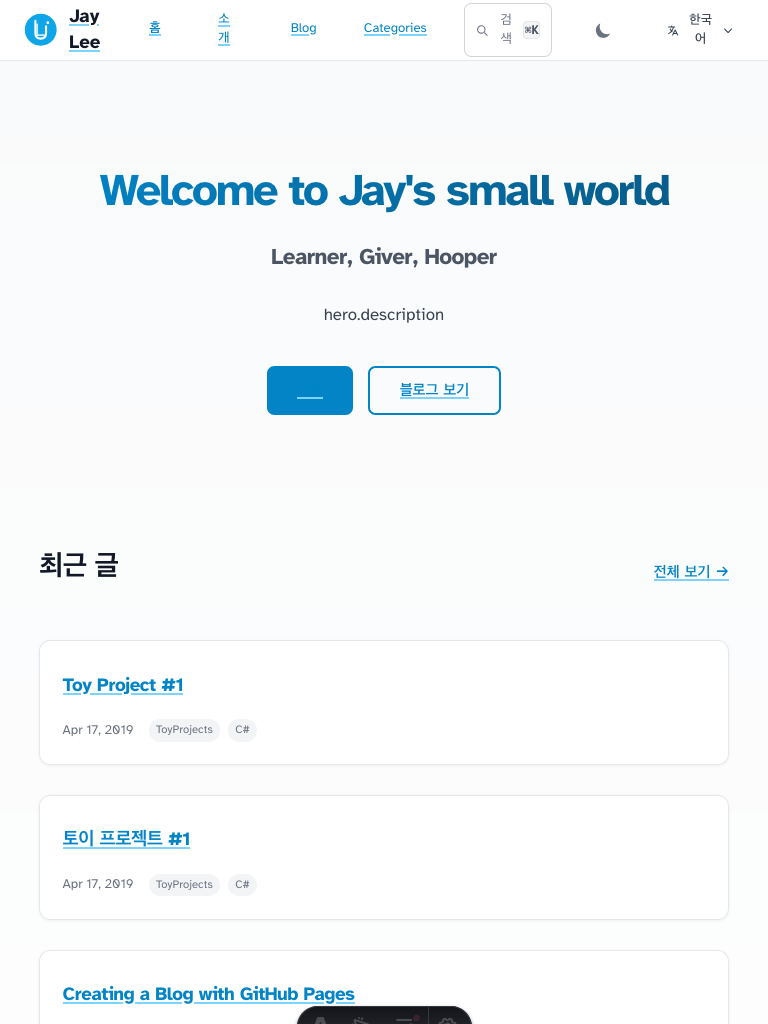 Jay
Lee
홈
소
개
Blog
Categories
검
색
⌘K
한국
어
Welcome to Jay's small world
Learner, Giver, Hooper
hero.description
블로그 보기
최근 글
전체 보기 →
Toy Project #1
Apr 17, 2019
ToyProjects
C#
토이 프로젝트 #1
Apr 17, 2019
ToyProjects
C#
Creating a Blog with GitHub Pages